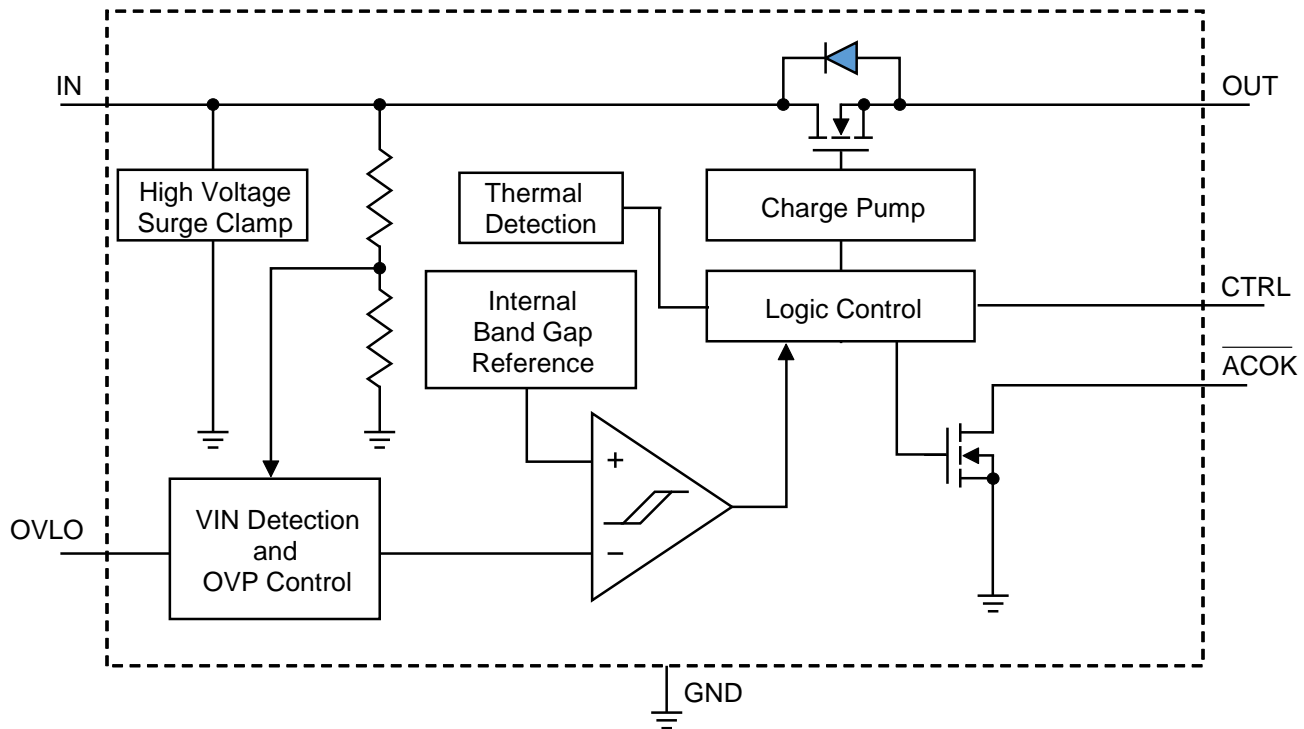 IN
OUT
High Voltage
Surge Clamp
Thermal
Detection
Charge Pump
Internal
Band Gap
Reference
Logic Control
CTRL
ACOK
+
−
OVLO
VIN Detection
and
OVP Control
GND